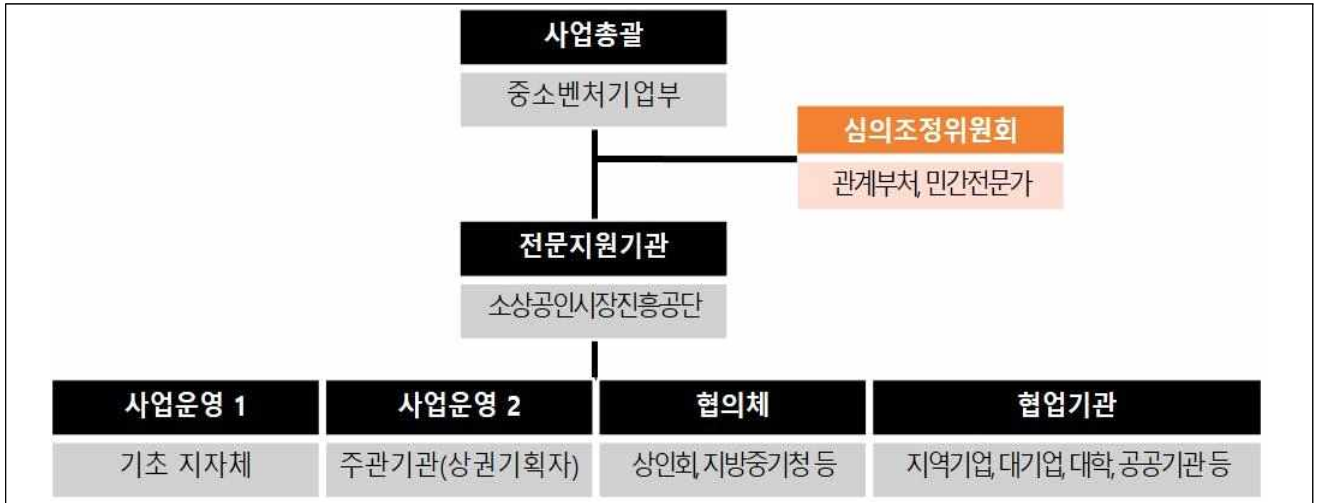 사업총괄
중소벤처기업부
심의조정위원회
관계부처, 민간전문가
전문지원기관
소상공인시장진흥공단
사업운영 1
사업운영 2
협의체
협업기관
기초 지자체
주관기관(상권기획자)
상인회, 지방중기청 등
지역기업, 대기업, 대학, 공공기관 등